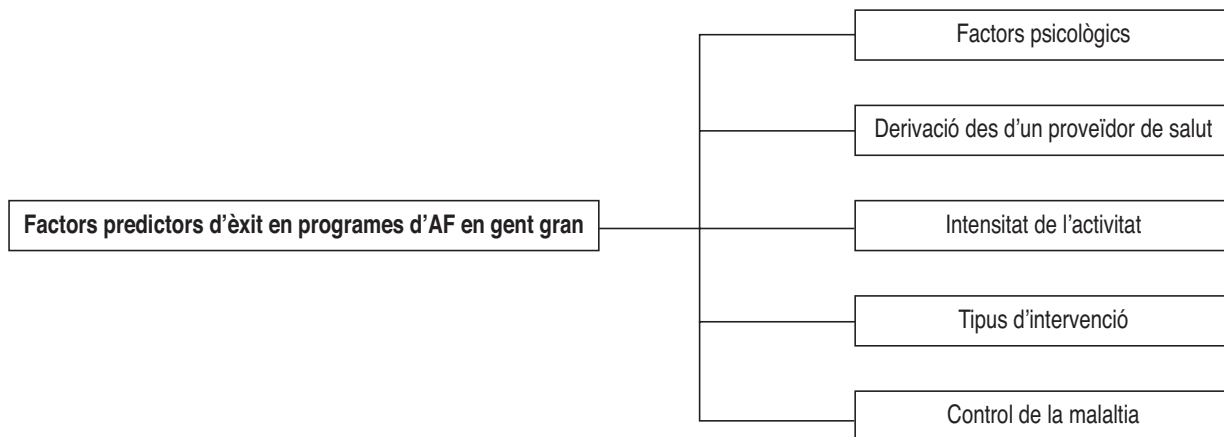 Factors psicològics
Derivació des d’un proveïdor de salut
Factors predictors d’èxit en programes d’AF en gent gran
Intensitat de l’activitat
Tipus d’intervenció
Control de la malaltia